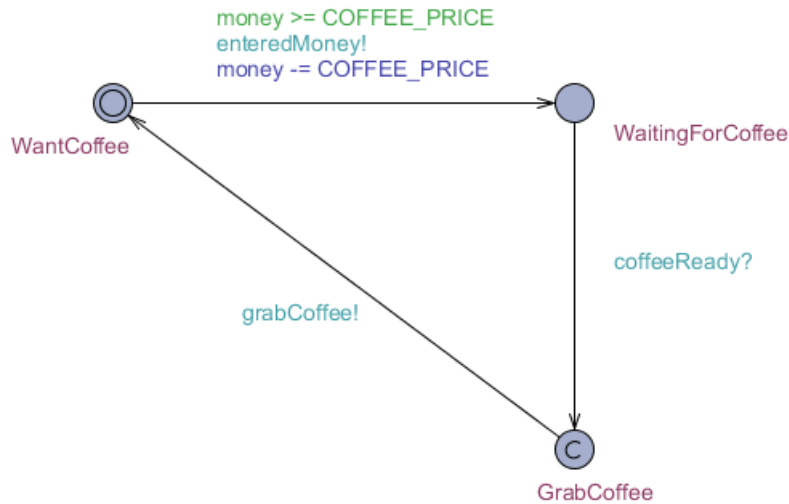 money >= COFFEE_PRICE
enteredMoney!
money -= COFFEE_PRICE
WantCoffee
WaitingForCoffee
coffeeReady?
grabCoffee!
C
GrabCoffee